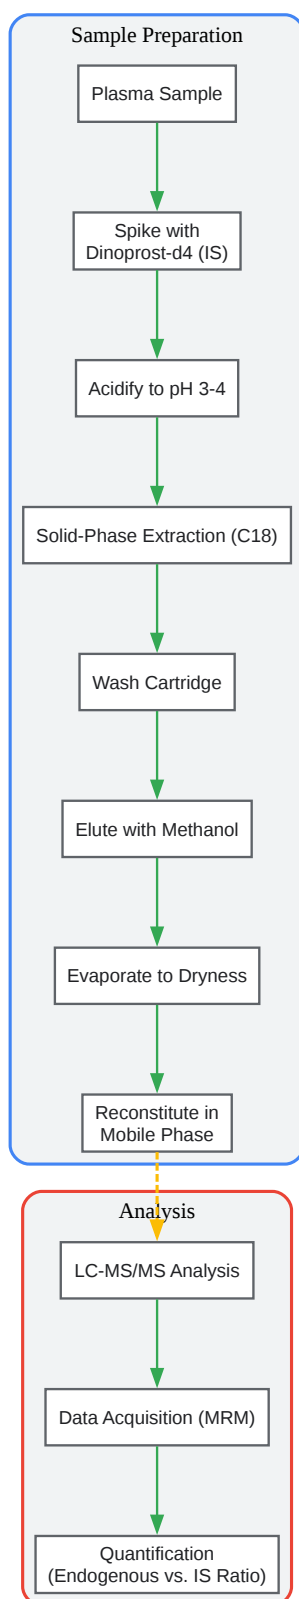 Sample Preparation
Plasma Sample
Spike with
Dinoprost-d4 (IS)
Acidify to pH 3-4
Solid-Phase Extraction (C18)
Wash Cartridge
Elute with Methanol
Evaporate to Dryness
Reconstitute in
Mobile Phase
Analysis
LC-MS/MS Analysis
Data Acquisition (MRM)
Quantification
(Endogenous vs. IS Ratio)